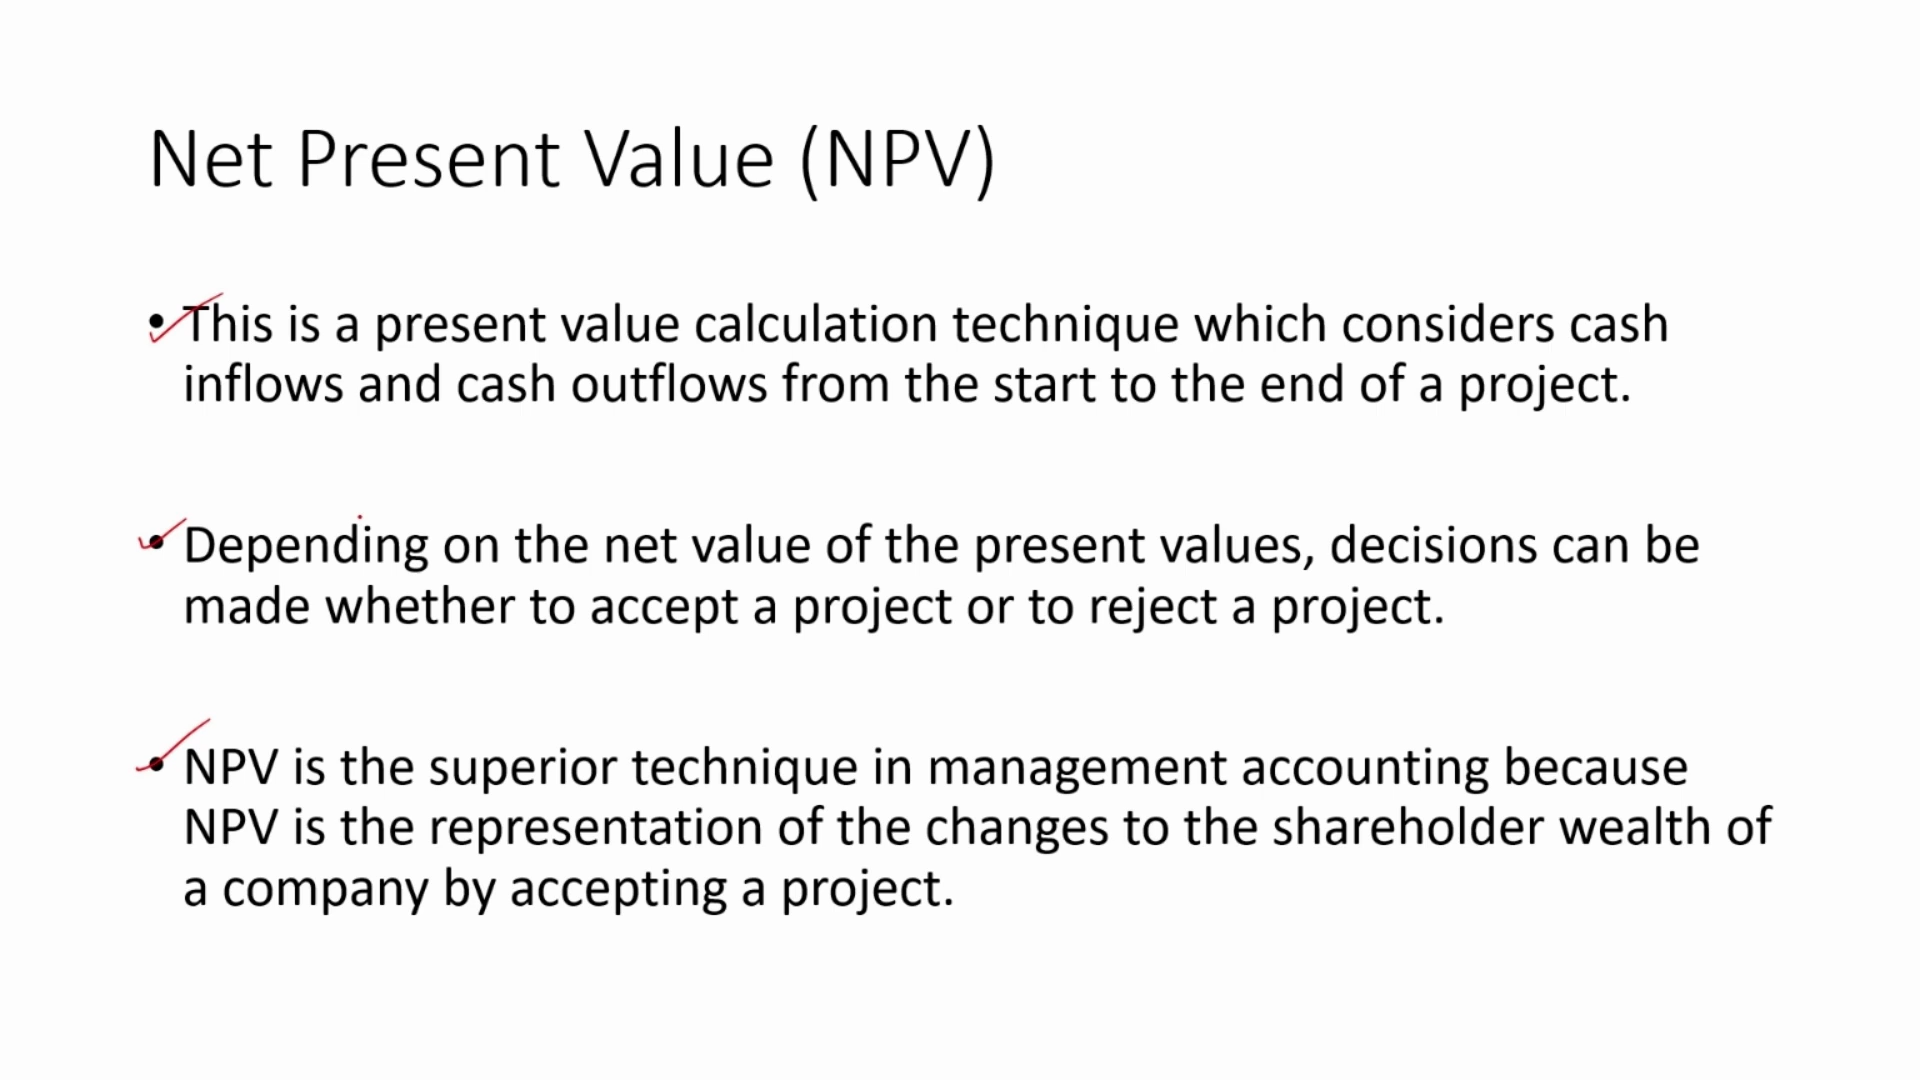 Net Present Value (NPV)
• This is a present value calculation technique which considers cash
inflows and cash outflows from the start to the end of a project.
• Depending on the net value of the present values, decisions can be
made whether to accept a project or to reject a project.
• NPV is the superior technique in management accounting because
NPV is the representation of the changes to the shareholder wealth of
a company by accepting a project.